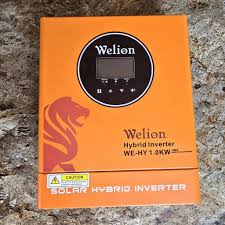 Welion
Welion
Hybrid Inverter
WE-HY 1.0KW
CAUTION
SOLAR HYBRID INVERTER